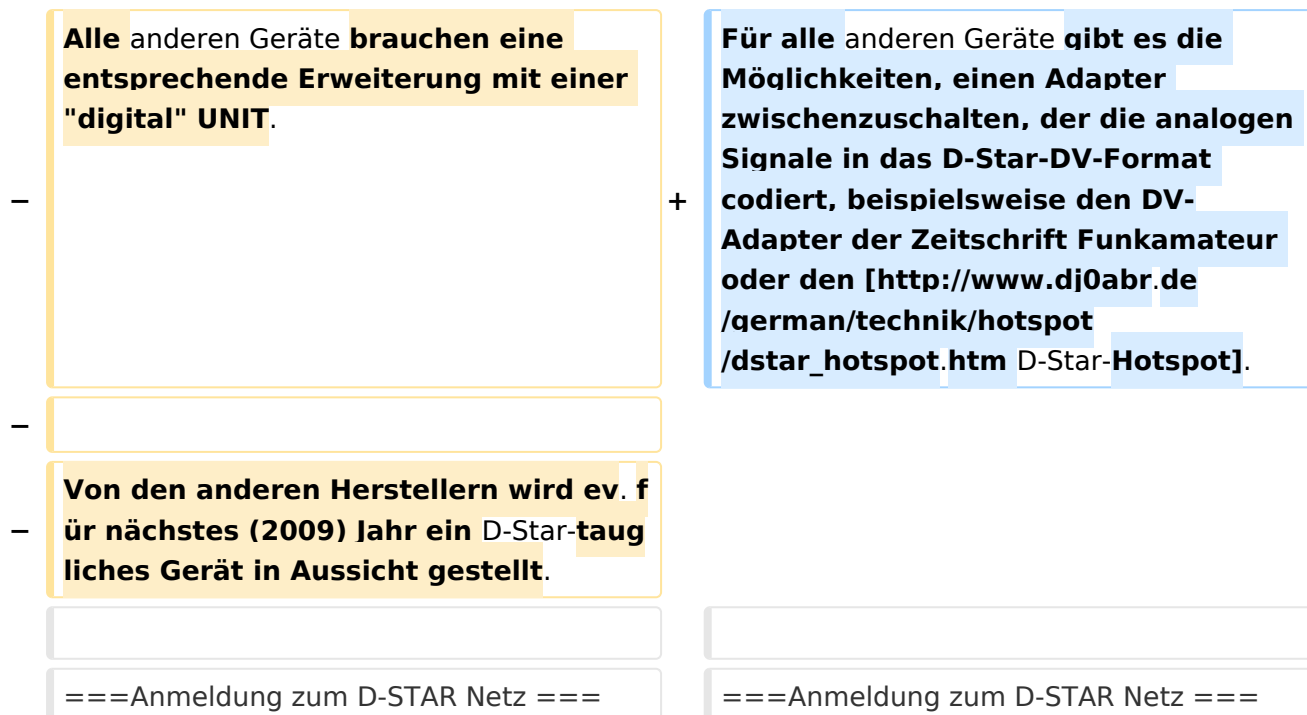 Alle anderen Geräte brauchen eine
entsprechende Erweiterung mit einer
"digital" UNIT.
−
+
Für alle anderen Geräte gibt es die
Möglichkeiten, einen Adapter
zwischenzuschalten, der die analogen
Signale in das D-Star-DV-Format
codiert, beispielsweise den DV-
Adapter der Zeitschrift Funkamateur
oder den [http://www.dj0abr.de
/german/technik/hotspot
/dstar_hotspot.htm D-Star-Hotspot].
−
−
Von den anderen Herstellern wird ev. f
ür nächstes (2009) Jahr ein D-Star-taug
liches Gerät in Aussicht gestellt.
===Anmeldung zum D-STAR Netz ===
===Anmeldung zum D-STAR Netz ===